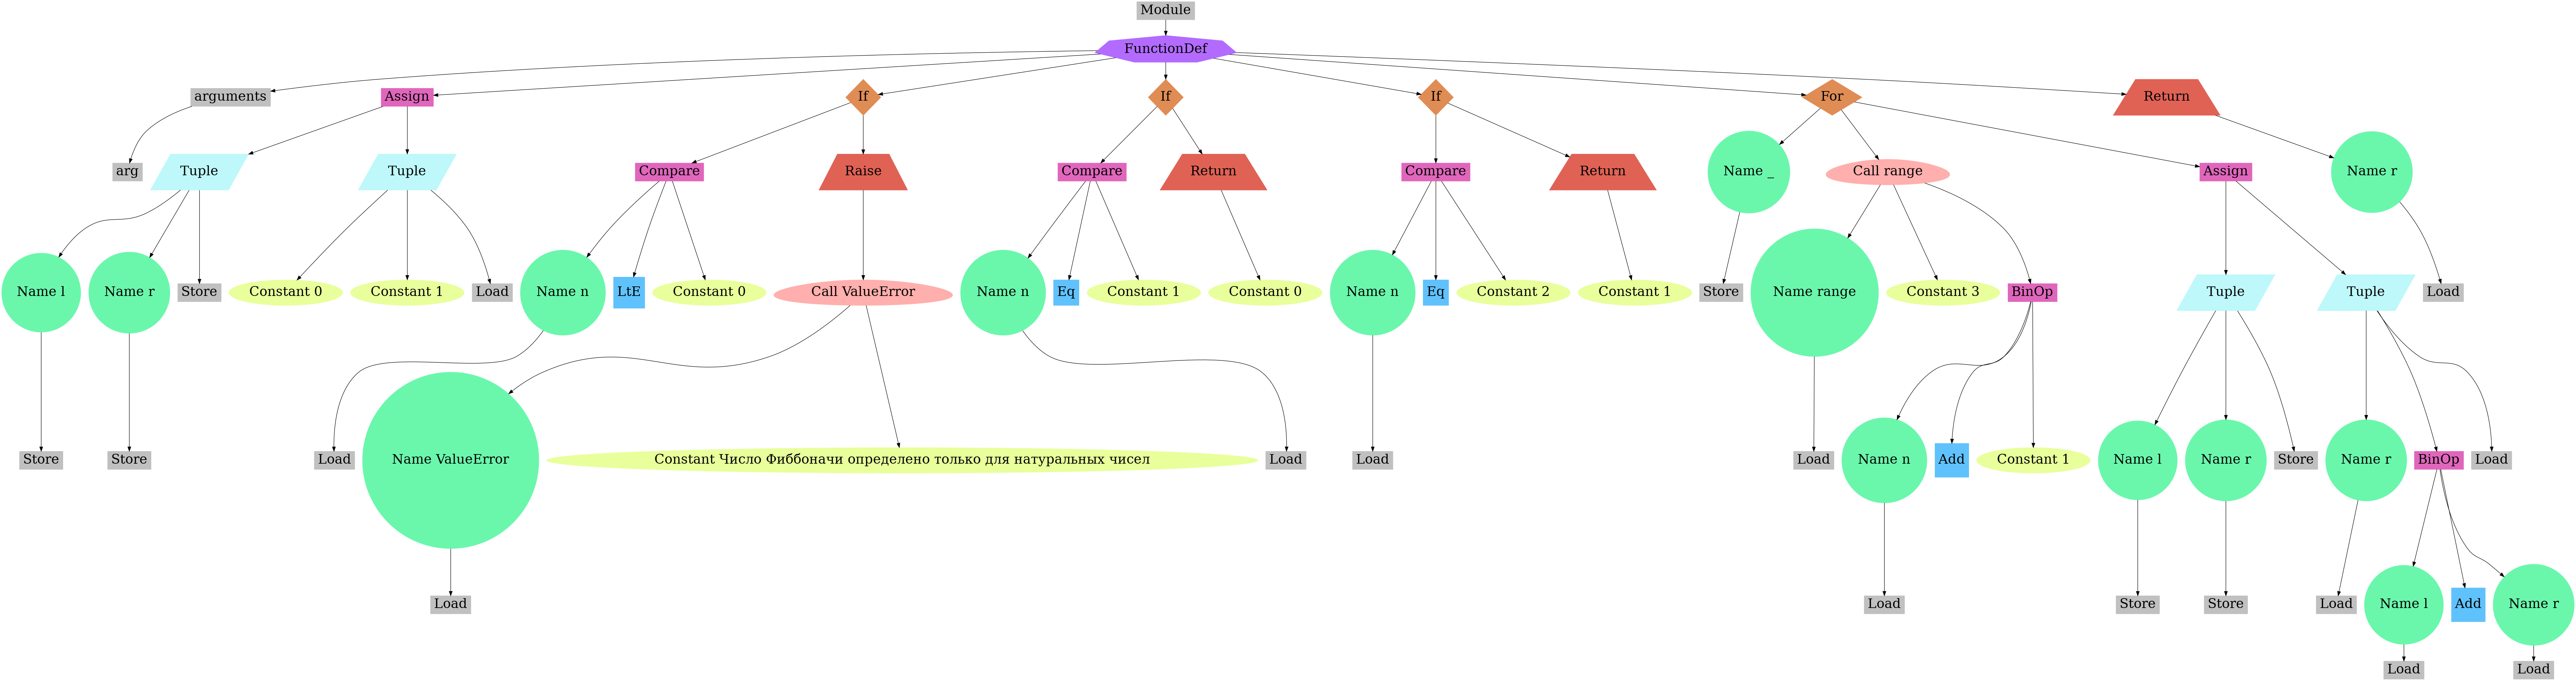 Module
FunctionDef
arguments
Assign
If
If
If
For
Return
arg
Tuple
Tuple
Compare
Raise
Compare
Return
Compare
Return
Name _
Call range
Assign
Name r
Name l
Name r
Store
Constant 0
Constant 1
Load
Name n
LtE
Constant 0
Call ValueError
Name n
Eq
Constant 1
Constant 0
Name n
Eq
Constant 2
Constant 1
Store
Name range
Constant 3
BinOp
Tuple
Tuple
Load
Store
Store
Load
Name ValueError
Constant Число Фиббоначи определено только для натуральных чисел
Load
Load
Load
Name n
Add
Constant 1
Name l
Name r
Store
Name r
BinOp
Load
Load
Load
Store
Store
Load
Name l
Add
Name r
Load
Load